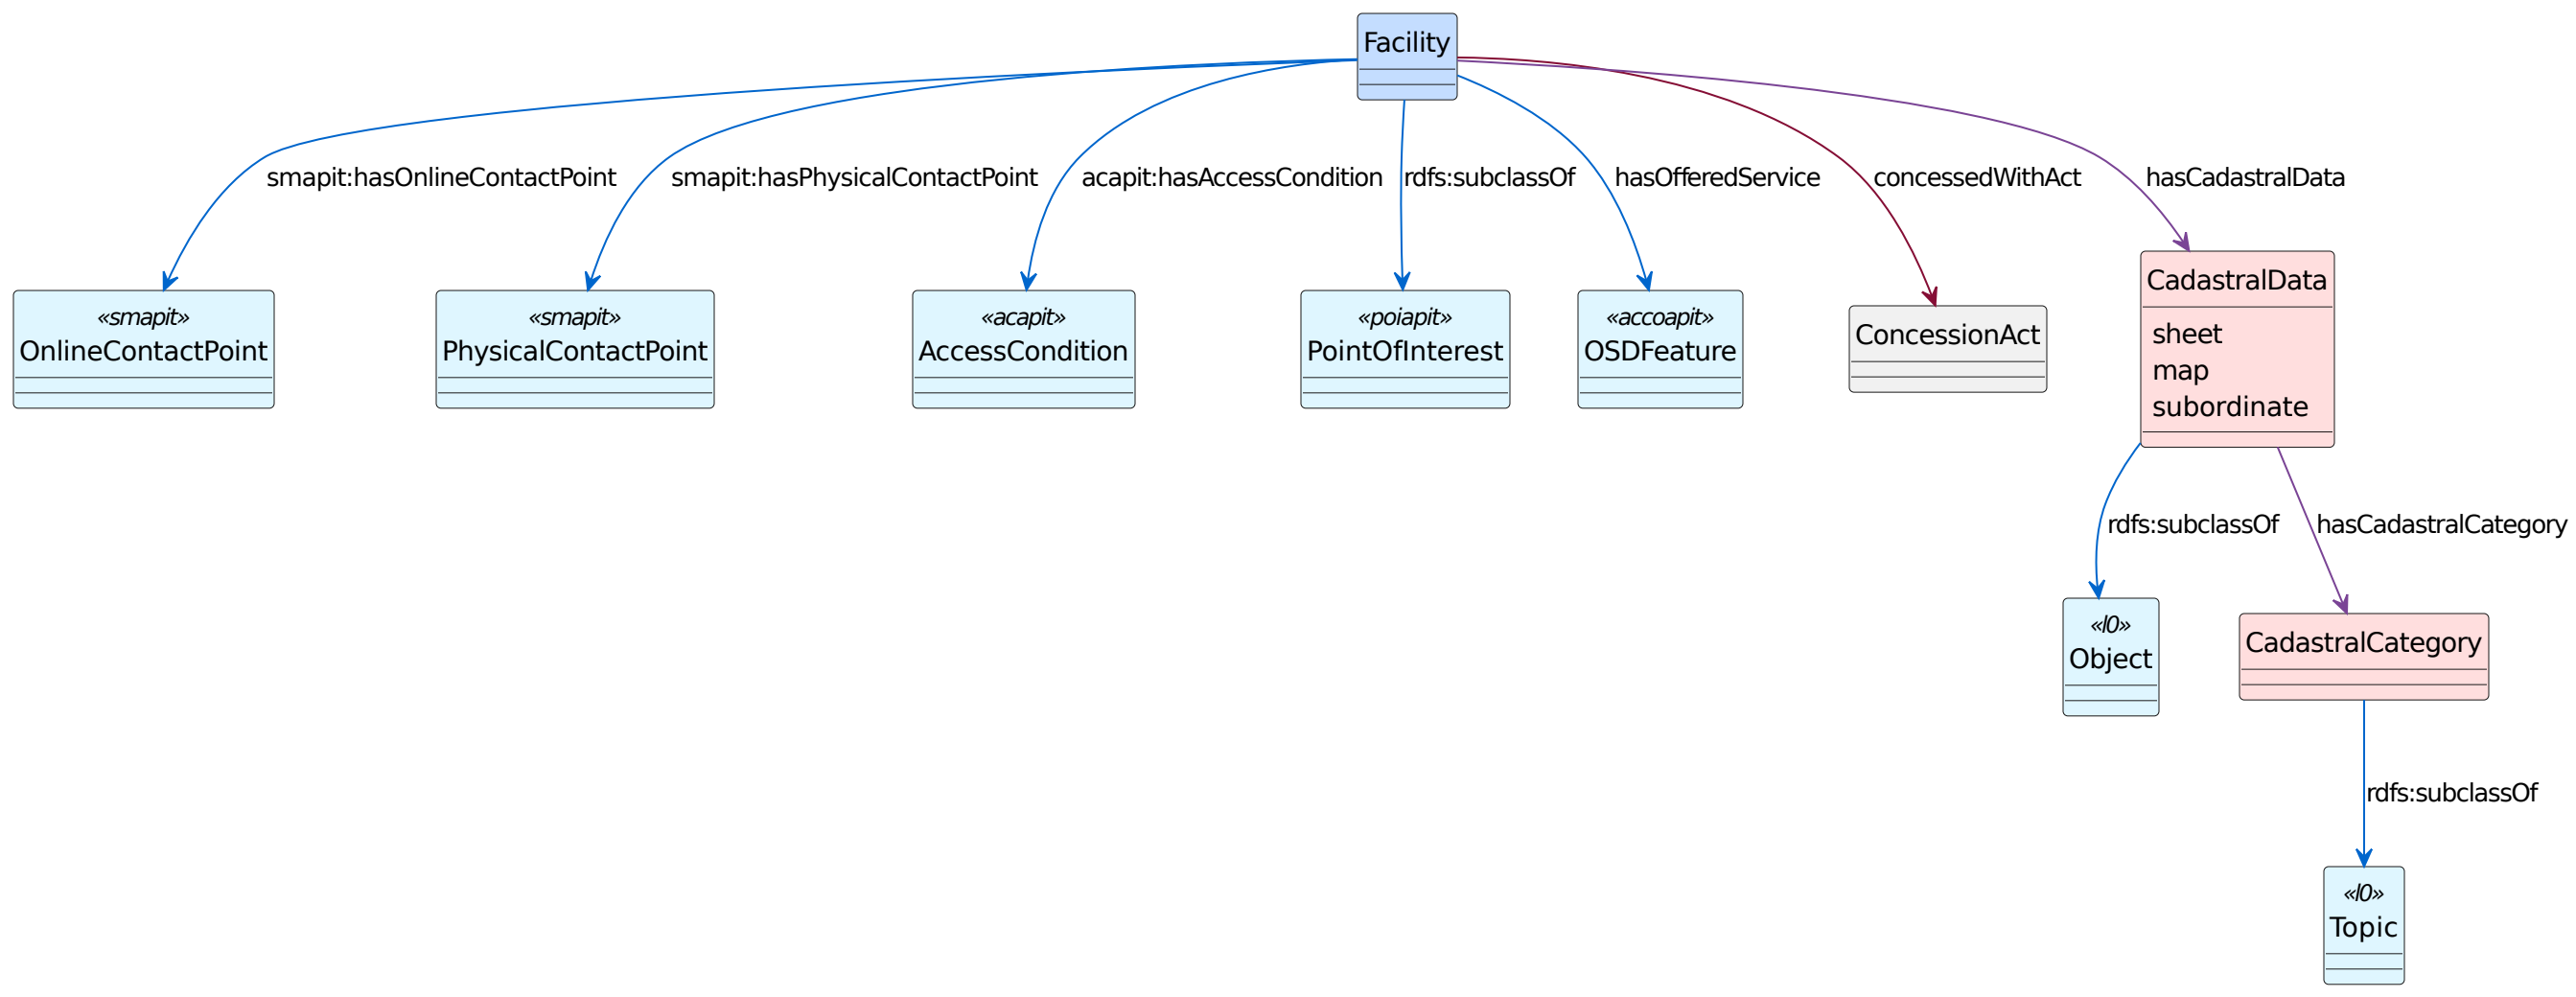 Facility
smapit:hasOnlineContactPoint
smapit:hasPhysicalContactPoint
acapit:hasAccessCondition
rdfs:subclassOf
hasOfferedService
concessedWithAct
hasCadastralData
«smapit»
OnlineContactPoint
«smapit»
PhysicalContactPoint
«acapit»
AccessCondition
«poiapit»
PointOfInterest
«accoapit»
OSDFeature
ConcessionAct
CadastralData
sheet
map
subordinate
rdfs:subclassOf
hasCadastralCategory
«l0»
Object
CadastralCategory
rdfs:subclassOf
«l0»
Topic